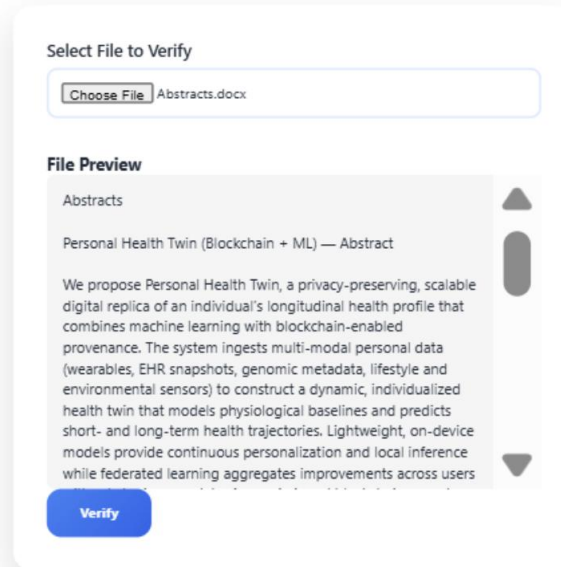 Select File to Verify
Choose File Abstracts.docx
File Preview
Abstracts
Personal Health Twin (Blockchain + ML) — Abstract
We propose Personal Health Twin, a privacy-preserving, scalable
digital replica of an individual's longitudinal health profile that
combines machine learning with blockchain-enabled
provenance. The system ingests multi-modal personal data
(wearables, EHR snapshots, genomic metadata, lifestyle and
environmental sensors) to construct a dynamic, individualized
health twin that models physiological baselines and predicts
short- and long-term health trajectories. Lightweight, on-device
models provide continuous personalization and local inference
while federated learning aggregates improvements across users
Verify